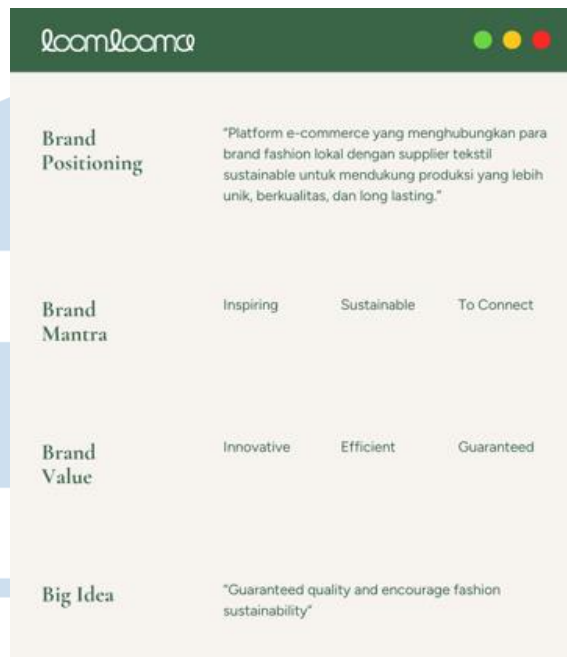 loomlooma
Brand
Positioning
"Platform e-commerce yang menghubungkan para
brand fashion lokal dengan supplier tekstil
sustainable untuk mendukung produksi yang lebih
unik, berkualitas, dan long lasting."
Brand
Mantra
Inspiring Sustainable To Connect
Brand
Value
Innovative Efficient Guaranteed
Big Idea
"Guaranteed quality and encourage fashion
sustainability"